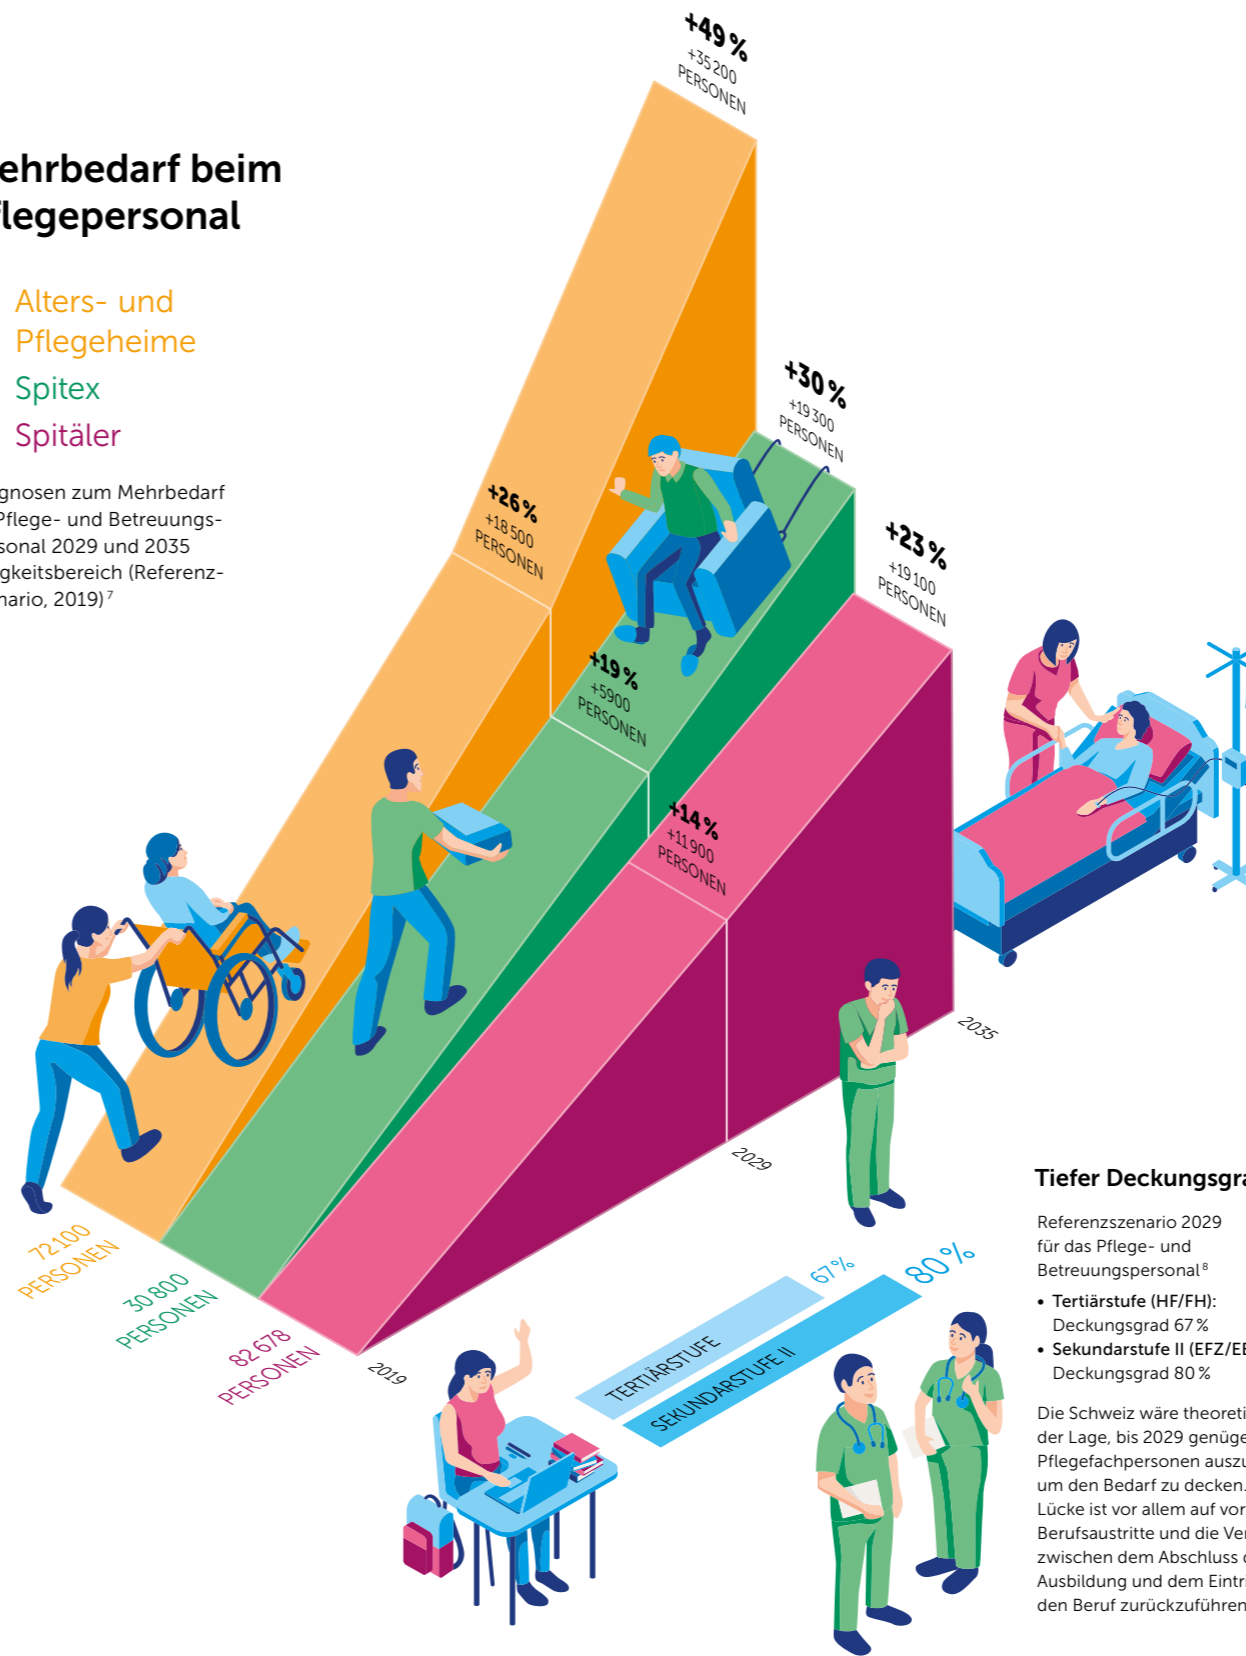 ehrbedarf beim
flegepersonal
Alters- und
Pflegeheime
Spitex
Spitäler
gnosen zum Mehrbedarf
Pflege- und Betreuungs-
sonal 2029 und 2035
igkeitsbereich (Referenz-
nario, 2019)⁷
+49 %
+35 200
PERSONEN
+30 %
+19 300
PERSONEN
+23 %
+19 100
PERSONEN
+26 %
+18 500
PERSONEN
+19 %
+5900
PERSONEN
+14 %
+11 900
PERSONEN
2035
2029
2019
72 100
PERSONEN
30 800
PERSONEN
82 678
PERSONEN
67 %
80 %
TERTIÄRSTUFE
SEKUNDARSTUFE II
Tiefer Deckungsgra
Referenzszenario 2029
für das Pflege- und
Betreuungspersonal⁸
• Tertiärstufe (HF/FH):
Deckungsgrad 67 %
• Sekundarstufe II (EFZ/EB
Deckungsgrad 80 %
Die Schweiz wäre theoreti
der Lage, bis 2029 genüge
Pflegefachpersonen auszu
um den Bedarf zu decken.
Lücke ist vor allem auf vor
Berufsaustritte und die Ver
zwischen dem Abschluss d
Ausbildung und dem Eintri
den Beruf zurückzuführen